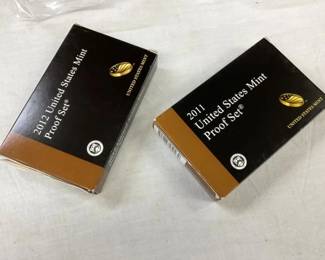 2012 United States Mint
Proof Set®
UNITED STATES MINT
2011
United States Mint
Proof Set®
UNITED STATES MINT